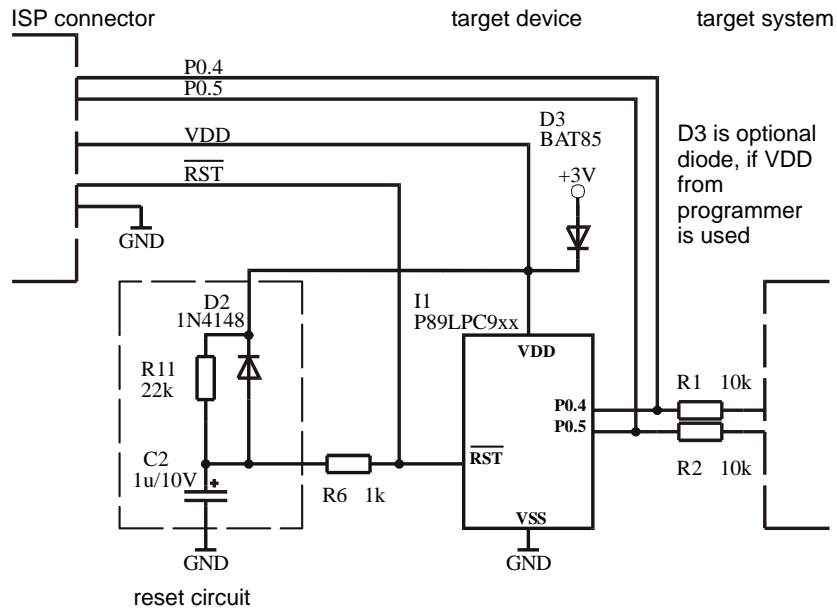 ISP connector
target device
target system
P0.4
P0.5
VDD
RST
GND
D3
BAT85
+3V
D3 is optional
diode, if VDD
from
programmer
is used
D2
1N4148
R11
22k
C2
1u/10V
+
GND
reset circuit
R6 1k
I1
P89LPC9xx
VDD
P0.4
P0.5
RST
VSS
GND
R1 10k
R2 10k